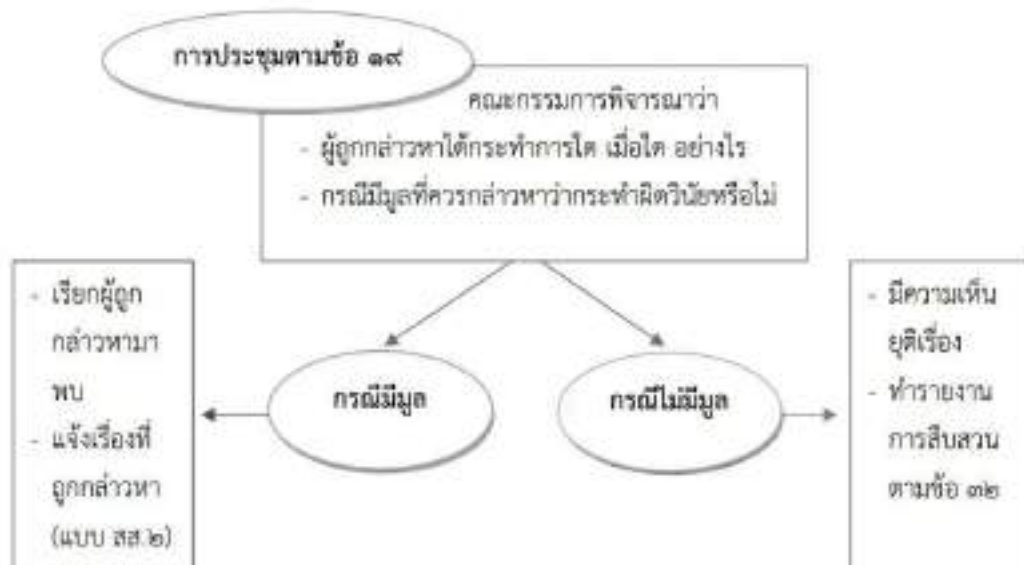 การประชุมตามข้อ ๑๙
คณะกรรมการพิจารณาว่า
- ผู้ถูกกล่าวหาได้กระทำการใด เมื่อใด อย่างไร
- กรณีมีมูลที่ควรกล่าวหาว่ากระทำผิดวินัยหรือไม่
- เรียกผู้ถูก
กล่าวหามา
พบ
- แจ้งเรื่องที่
ถูกกล่าวหา
(แบบ สส.๒)
กรณีมีมูล
กรณีไม่มีมูล
- มีความเห็น
ยุติเรื่อง
- ทำรายงาน
การสืบสวน
ตามข้อ ๓๒